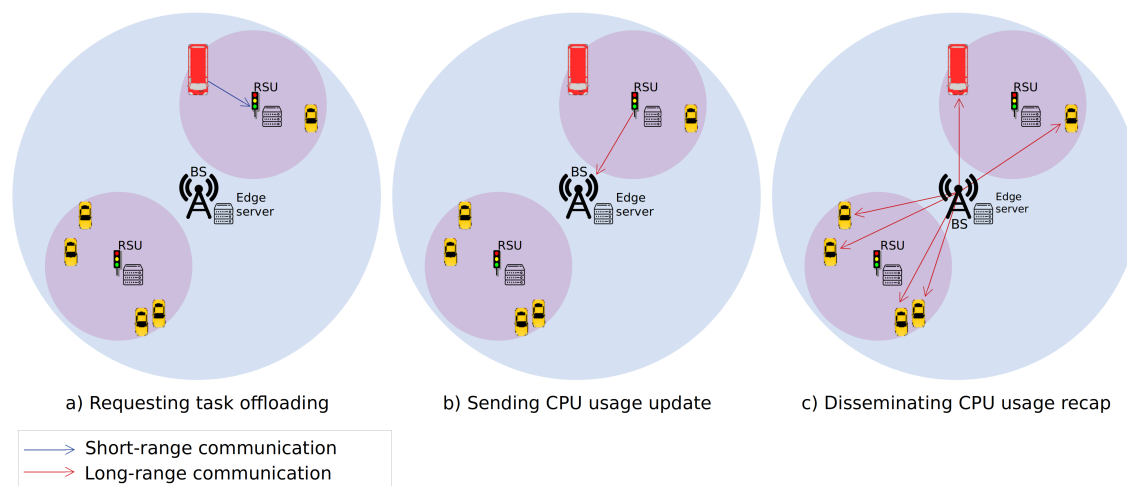 RSU
BS
Edge
server
RSU
a) Requesting task offloading
RSU
BS
Edge
server
RSU
b) Sending CPU usage update
RSU
Edge
server
BS
RSU
c) Disseminating CPU usage recap
Short-range communication
Long-range communication